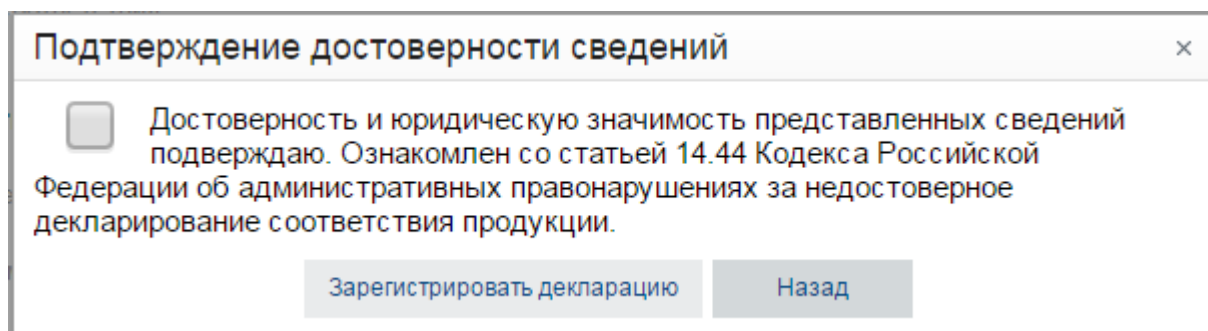 Подтверждение достоверности сведений
×
Достоверность и юридическую значимость представленных сведений
подверждаю. Ознакомлен со статьей 14.44 Кодекса Российской
Федерации об административных правонарушениях за недостоверное
декларирование соответствия продукции.
Зарегистрировать декларацию
Назад